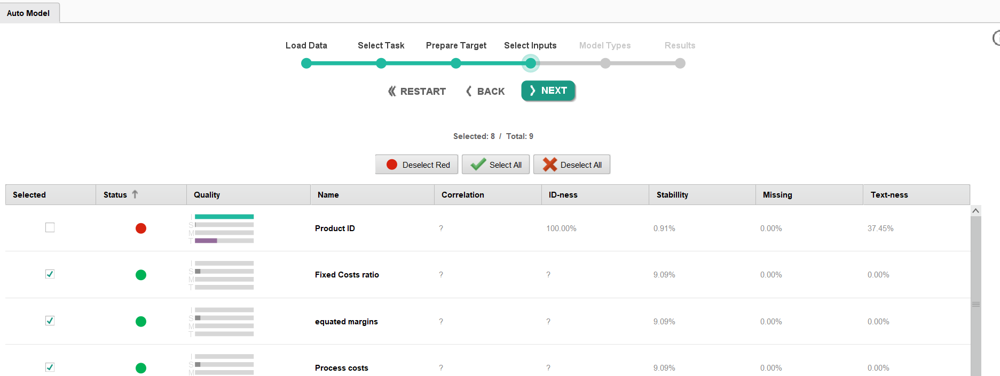 Auto Model
Load Data Select Task Prepare Target Select Inputs Model Types Results
RESTART BACK NEXT
Selected: 8 / Total: 9
Deselect Red Select All Deselect All
Selected Status Quality Name Correlation ID-ness Stabillity Missing Text-ness
I
S
M
T
Product ID ? 100.00% 0.91% 0.00% 37.45%
I
S
M
T
Fixed Costs ratio ? ? 9.09% 0.00% 0.00%
I
S
M
T
equated margins ? ? 9.09% 0.00% 0.00%
I
S
M
Process costs ? ? 9.09% 0.00% 0.00%